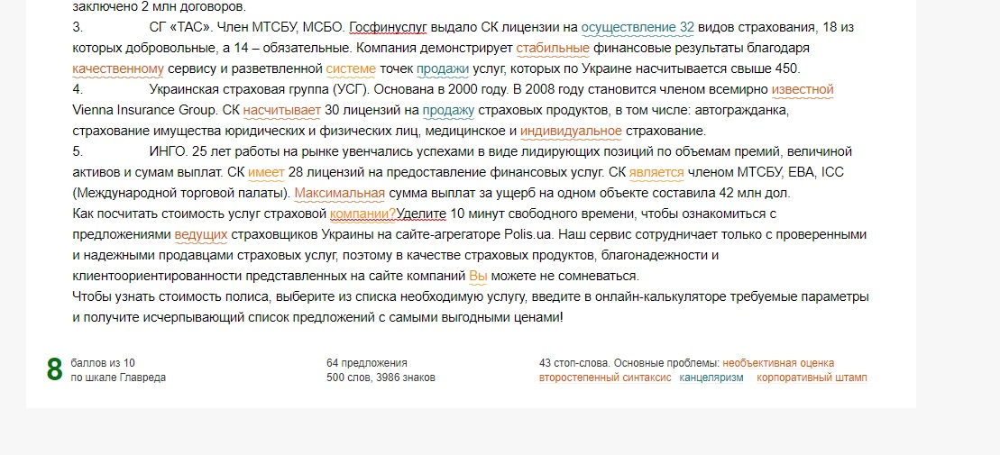 заключено 2 млн договоров.
3. СГ «ТАС». Член МТСБУ, МСБО. Госфинуслуг выдало СК лицензии на осуществление 32 видов страхования, 18 из
которых добровольные, а 14 – обязательные. Компания демонстрирует стабильные финансовые результаты благодаря
качественному сервису и разветвленной системе точек продажи услуг, которых по Украине насчитывается свыше 450.
4. Украинская страховая группа (УСГ). Основана в 2000 году. В 2008 году становится членом всемирно известной
Vienna Insurance Group. СК насчитывает 30 лицензий на продажу страховых продуктов, в том числе: автогражданка,
страхование имущества юридических и физических лиц, медицинское и индивидуальное страхование.
5. ИНГО. 25 лет работы на рынке увенчались успехами в виде лидирующих позиций по объемам премий, величиной
активов и сумам выплат. СК имеет 28 лицензий на предоставление финансовых услуг. СК является членом МТСБУ, ЕВА, ICC
(Международной торговой палаты). Максимальная сумма выплат за ущерб на одном объекте составила 42 млн дол.
Как посчитать стоимость услуг страховой компании?Уделите 10 минут свободного времени, чтобы ознакомиться с
предложениями ведущих страховщиков Украины на сайте-агрегаторе Polis.ua. Наш сервис сотрудничает только с проверенными
и надежными продавцами страховых услуг, поэтому в качестве страховых продуктов, благонадежности и
клиентоориентированности представленных на сайте компаний Вы можете не сомневаться.
Чтобы узнать стоимость полиса, выберите из списка необходимую услугу, введите в онлайн-калькуляторе требуемые параметры
и получите исчерпывающий список предложений с самыми выгодными ценами!
8 баллов из 10
по шкале Главреда
64 предложения
500 слов, 3986 знаков
43 стоп-слова. Основные проблемы: необъективная оценка
второстепенный синтаксис канцеляризм корпоративный штамп